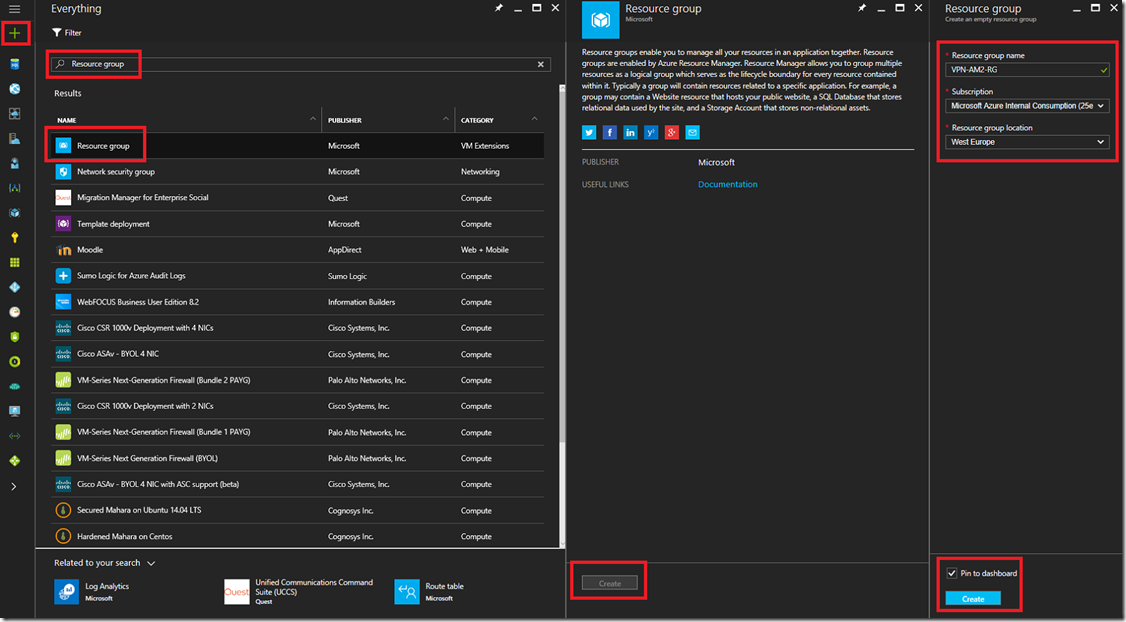 Everything
Filter
Resource group
Results
NAME PUBLISHER CATEGORY
Resource group Microsoft VM Extensions
Network security group Microsoft Networking
Quest Migration Manager for Enterprise Social Quest Compute
Template deployment Microsoft Compute
Moodle AppDirect Web + Mobile
Sumo Logic for Azure Audit Logs Sumo Logic Compute
WebFOCUS Business User Edition 8.2 Information Builders Compute
cisco Cisco CSR 1000v Deployment with 4 NICs Cisco Systems, Inc. Compute
cisco Cisco ASAv - BYOL 4 NIC Cisco Systems, Inc. Compute
VM-Series Next-Generation Firewall (Bundle 2 PAYG) Palo Alto Networks, Inc. Compute
cisco Cisco CSR 1000v Deployment with 2 NICs Cisco Systems, Inc. Compute
VM-Series Next-Generation Firewall (Bundle 1 PAYG) Palo Alto Networks, Inc. Compute
VM-Series Next Generation Firewall (BYOL) Palo Alto Networks, Inc. Compute
cisco Cisco ASAv - BYOL 4 NIC with ASC support (beta) Cisco Systems, Inc. Compute
Secured Mahara on Ubuntu 14.04 LTS Cognosys Inc. Compute
Hardened Mahara on Centos Cognosys Inc. Compute
Related to your search
Log Analytics
Microsoft
Quest
Unified Communications Command
Suite (UCCS)
Quest
Route table
Microsoft
Resource group
Microsoft
Resource groups enable you to manage all your resources in an application together. Resource
groups are enabled by Azure Resource Manager. Resource Manager allows you to group multiple
resources as a logical group which serves as the lifecycle boundary for every resource contained
within it. Typically a group will contain resources related to a specific application. For example, a
group may contain a Website resource that hosts your public website, a SQL Database that stores
relational data used by the site, and a Storage Account that stores non-relational assets.
PUBLISHER Microsoft
USEFUL LINKS Documentation
Create
Resource group
Create an empty resource group
* Resource group name
VPN-AM2-RG
* Subscription
Microsoft Azure Internal Consumption (25e
* Resource group location
West Europe
Pin to dashboard
Create